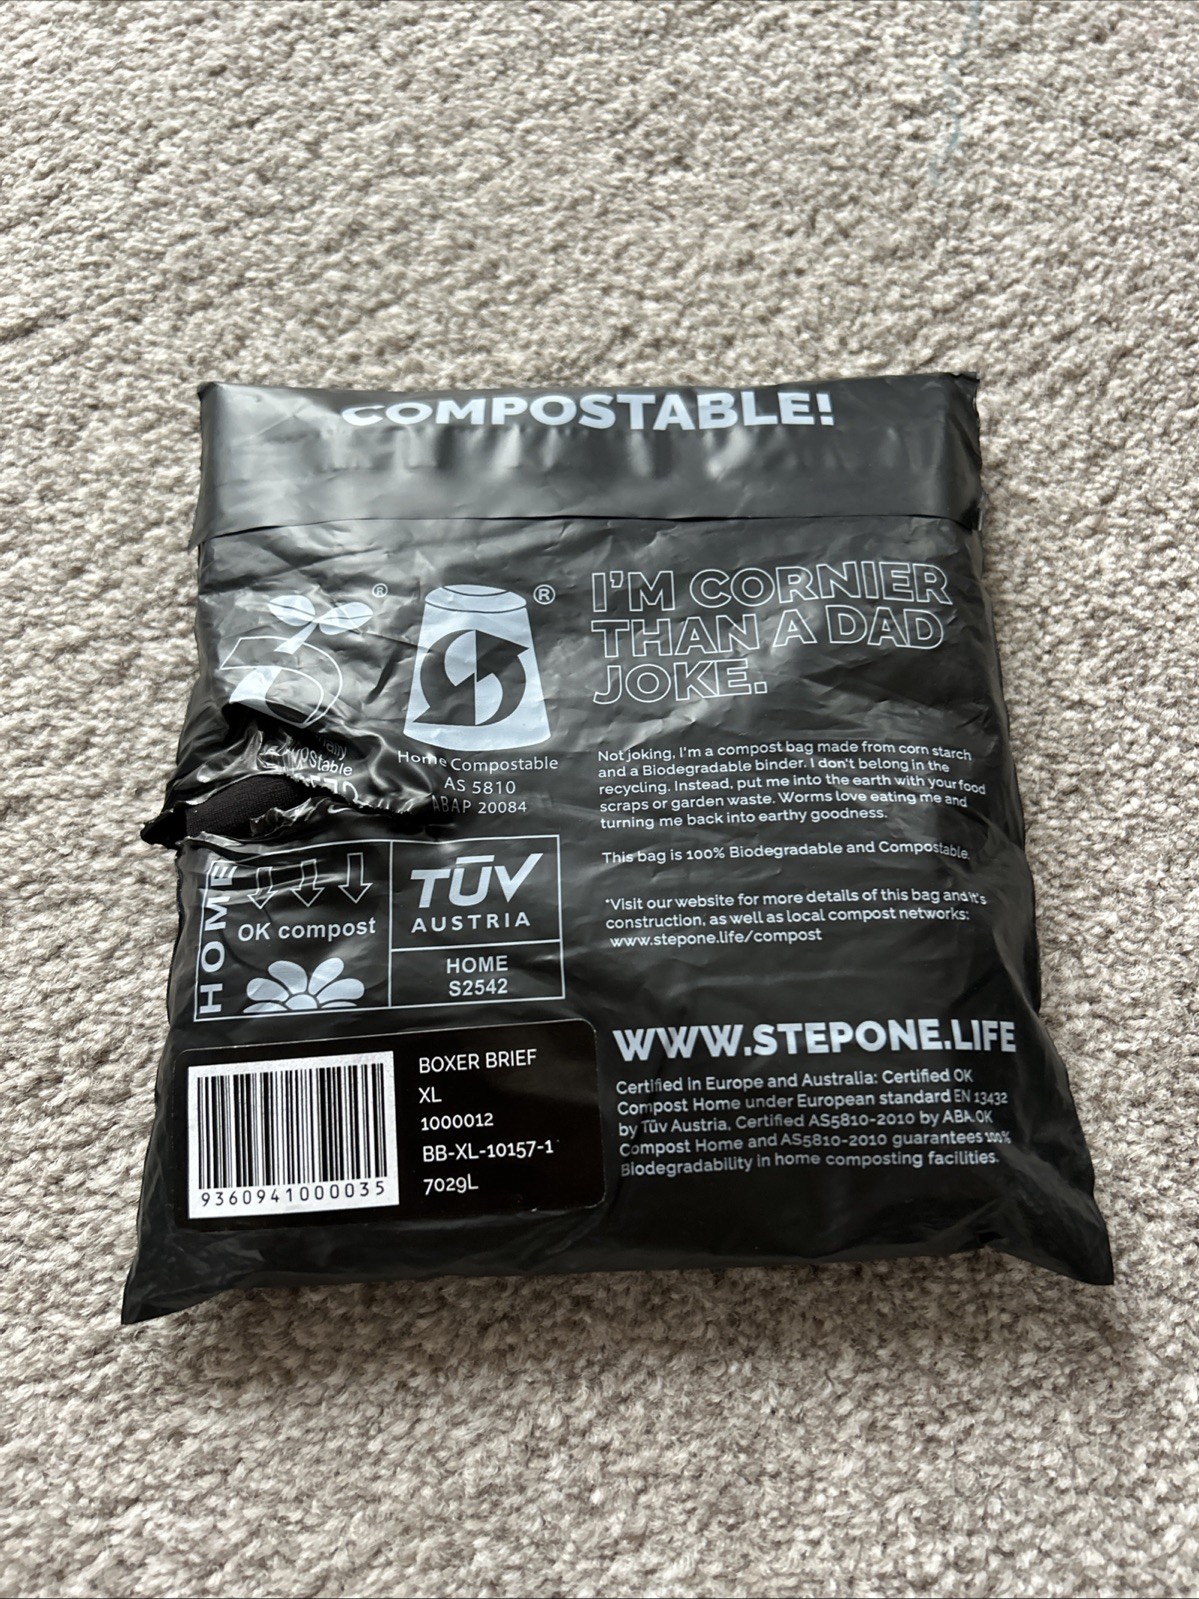 COMPOSTABLE!
®
®
I'M CORNIER
THAN A DAD
JOKE.
Home Compostable
AS 5810
ABAP 20084
Not joking, I'm a compost bag made from corn starch
and a Biodegradable binder. I don't belong in the
recycling. Instead, put me into the earth with your food
scraps or garden waste. Worms love eating me and
turning me back into earthy goodness.
This bag is 100% Biodegradable and Compostable.
*Visit our website for more details of this bag and it's
construction, as well as local compost networks:
www.stepone.life/compost
HOME
OK compost
TÜV
AUSTRIA
HOME
S2542
WWW.STEPONE.LIFE
Certified in Europe and Australia: Certified OK
Compost Home under European standard EN 13432
by Tüv Austria, Certified AS5810-2010 by ABA.OK
Compost Home and AS5810-2010 guarantees 100%
Biodegradability in home composting facilities.
BOXER BRIEF
XL
1000012
BB-XL-10157-1
7029L
9360941000035